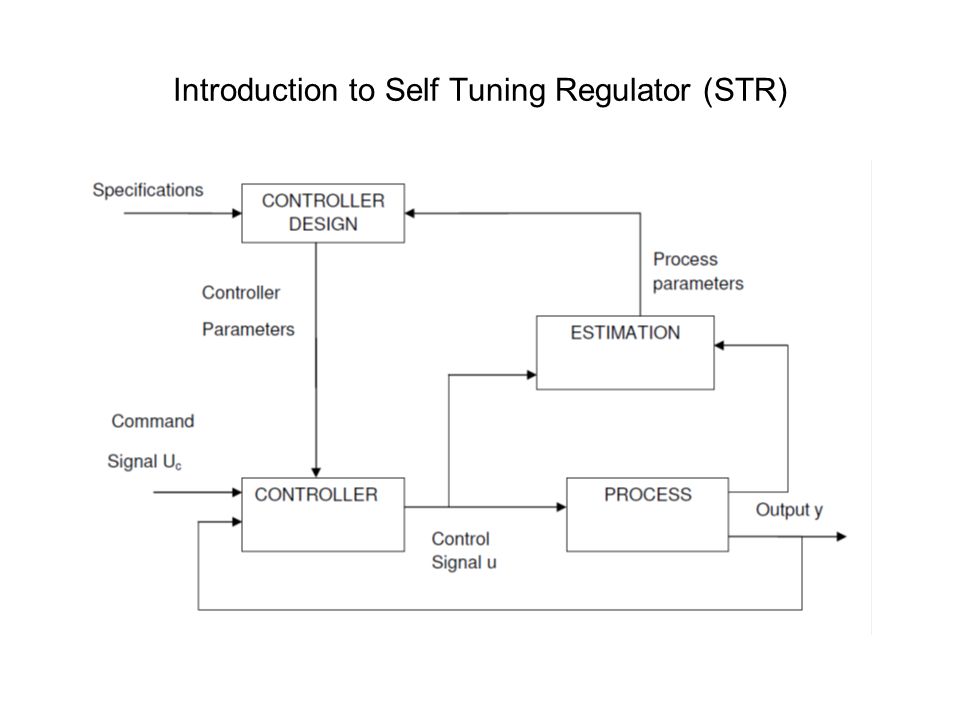 Introduction to Self Tuning Regulator (STR)
Specifications
CONTROLLER
DESIGN
Process
parameters
Controller
Parameters
ESTIMATION
Command
Signal Uc
CONTROLLER
PROCESS
Output y
Control
Signal u